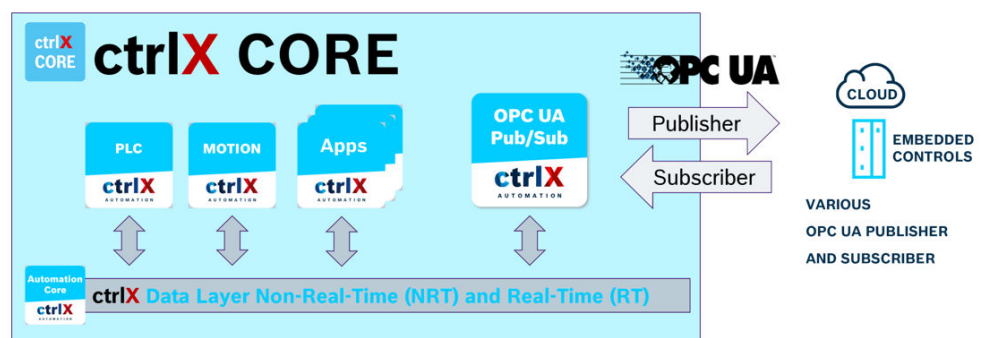 ctrlX
CORE
ctrlX CORE
OPC UA
PLC
ctrlX
AUTOMATION
MOTION
ctrlX
AUTOMATION
Apps
ctrlX
AUTOMATION
OPC UA
Pub/Sub
ctrlX
AUTOMATION
Publisher
Subscriber
CLOUD
EMBEDDED
CONTROLS
VARIOUS
OPC UA PUBLISHER
AND SUBSCRIBER
Automation
Core
ctrlX
AUTOMATION
ctrlX Data Layer Non-Real-Time (NRT) and Real-Time (RT)